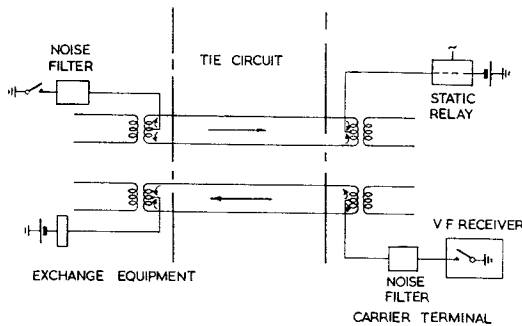 NOISE
FILTER
TIE CIRCUIT
~
STATIC
RELAY
V F RECEIVER
EXCHANGE EQUIPMENT
NOISE
FILTER
CARRIER TERMINAL